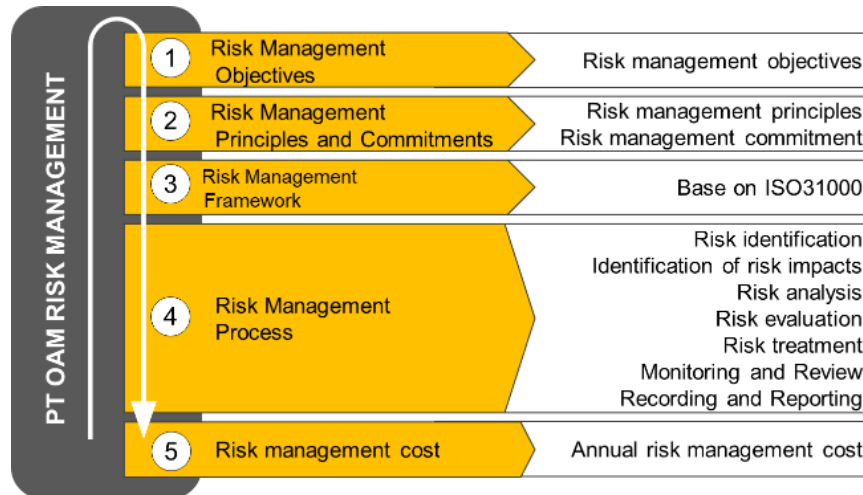 PT OAM RISK MANAGEMENT
1
Risk Management
Objectives
Risk management objectives
2
Risk Management
Principles and Commitments
Risk management principles
Risk management commitment
3
Risk Management
Framework
Base on ISO31000
4
Risk Management
Process
Risk identification
Identification of risk impacts
Risk analysis
Risk evaluation
Risk treatment
Monitoring and Review
Recording and Reporting
5
Risk management cost
Annual risk management cost